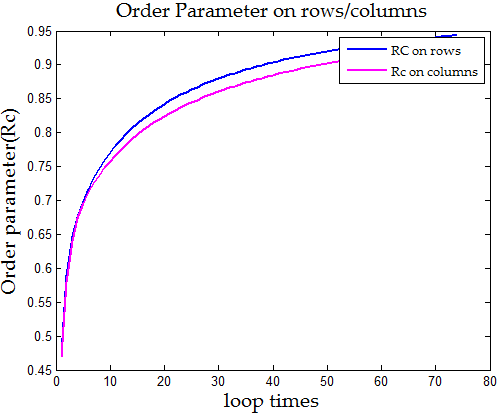 Order Parameter on rows/columns
RC on rows
Rc on columns
Order parameter(Rc)
0.95
0.9
0.85
0.8
0.75
0.7
0.65
0.6
0.55
0.5
0.45
0 10 20 30 40 50 60 70 80
loop times